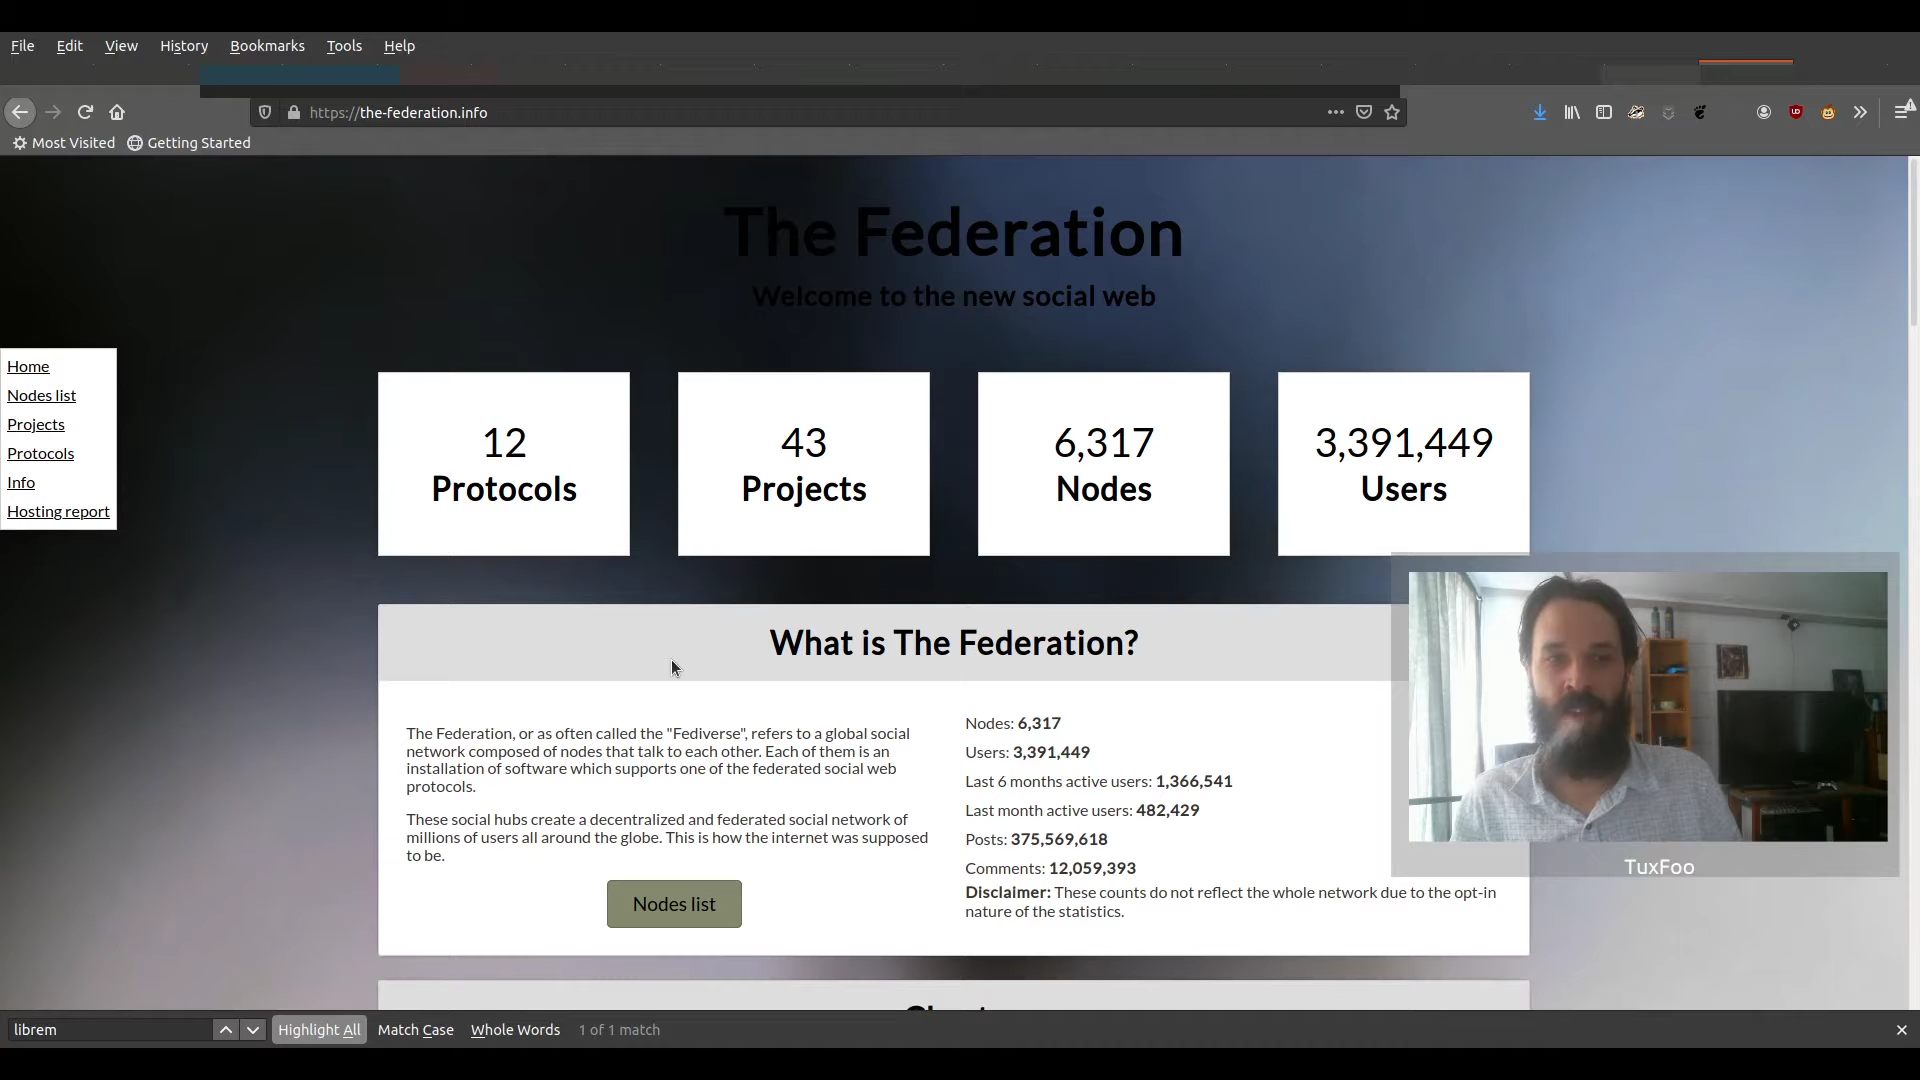 File Edit View History Bookmarks Tools Help
https://the-federation.info
Most Visited Getting Started
The Federation
Welcome to the new social web
Home
Nodes list
Projects
Protocols
Info
Hosting report
12
Protocols
43
Projects
6,317
Nodes
3,391,449
Users
What is The Federation?
The Federation, or as often called the "Fediverse", refers to a global social
network composed of nodes that talk to each other. Each of them is an
installation of software which supports one of the federated social web
protocols.
These social hubs create a decentralized and federated social network of
millions of users all around the globe. This is how the internet was supposed
to be.
Nodes list
Nodes: 6,317
Users: 3,391,449
Last 6 months active users: 1,366,541
Last month active users: 482,429
Posts: 375,569,618
Comments: 12,059,393
Disclaimer: These counts do not reflect the whole network due to the opt-in
nature of the statistics.
TuxFoo
librem Highlight All Match Case Whole Words 1 of 1 match